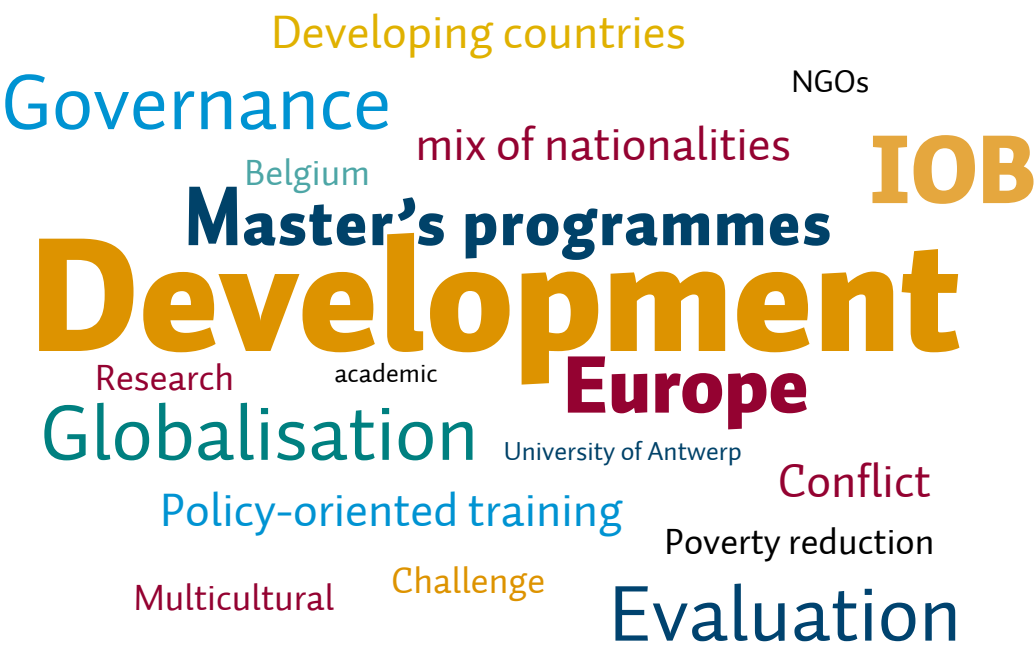 Developing countries
NGOs
Governance
mix of nationalities
IOB
Belgium
Master’s programmes
Development
Research
academic
Europe
Globalisation
University of Antwerp
Conflict
Policy-oriented training
Poverty reduction
Challenge
Multicultural
Evaluation